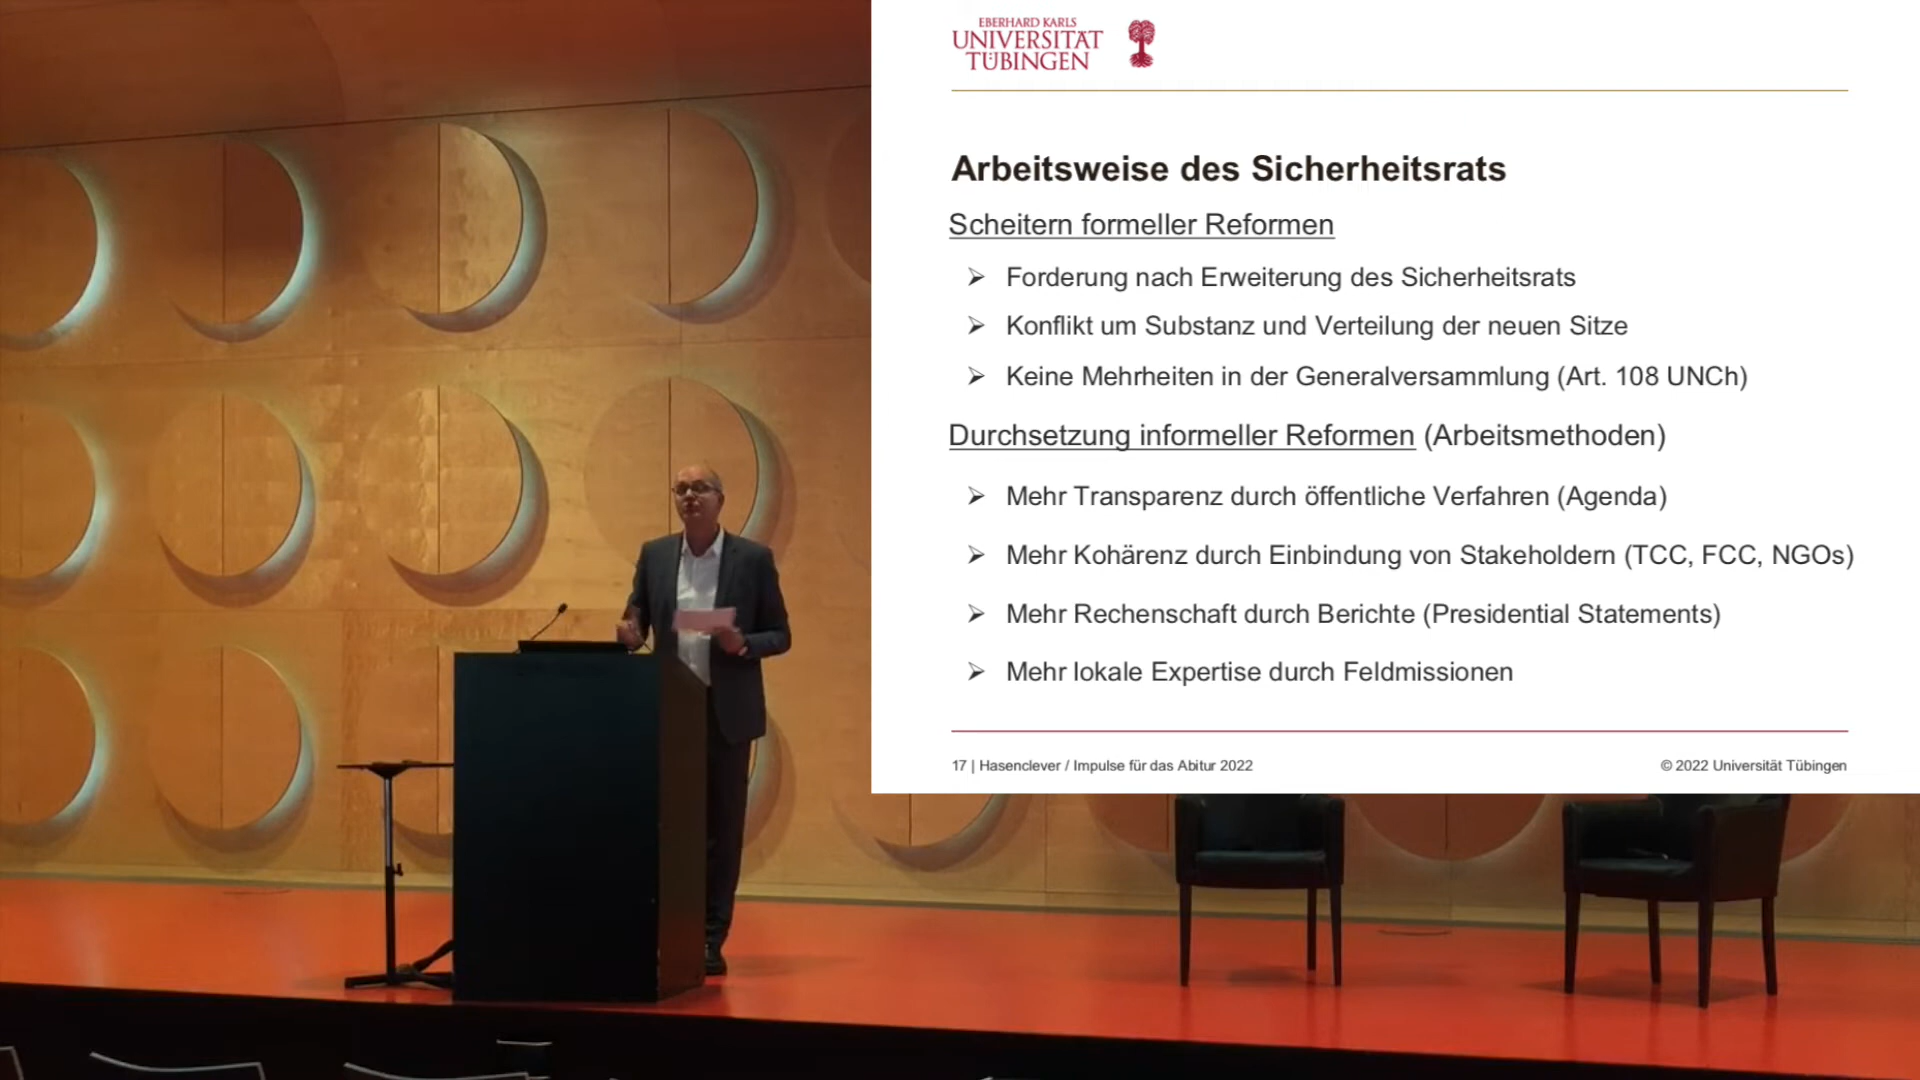 EBERHARD KARLS
UNIVERSITÄT
TÜBINGEN
Arbeitsweise des Sicherheitsrats
Scheitern formeller Reformen
➢ Forderung nach Erweiterung des Sicherheitsrats
➢ Konflikt um Substanz und Verteilung der neuen Sitze
➢ Keine Mehrheiten in der Generalversammlung (Art. 108 UNCh)
Durchsetzung informeller Reformen (Arbeitsmethoden)
➢ Mehr Transparenz durch öffentliche Verfahren (Agenda)
➢ Mehr Kohärenz durch Einbindung von Stakeholdern (TCC, FCC, NGOs)
➢ Mehr Rechenschaft durch Berichte (Presidential Statements)
➢ Mehr lokale Expertise durch Feldmissionen
17 | Hasenclever / Impulse für das Abitur 2022
© 2022 Universität Tübingen